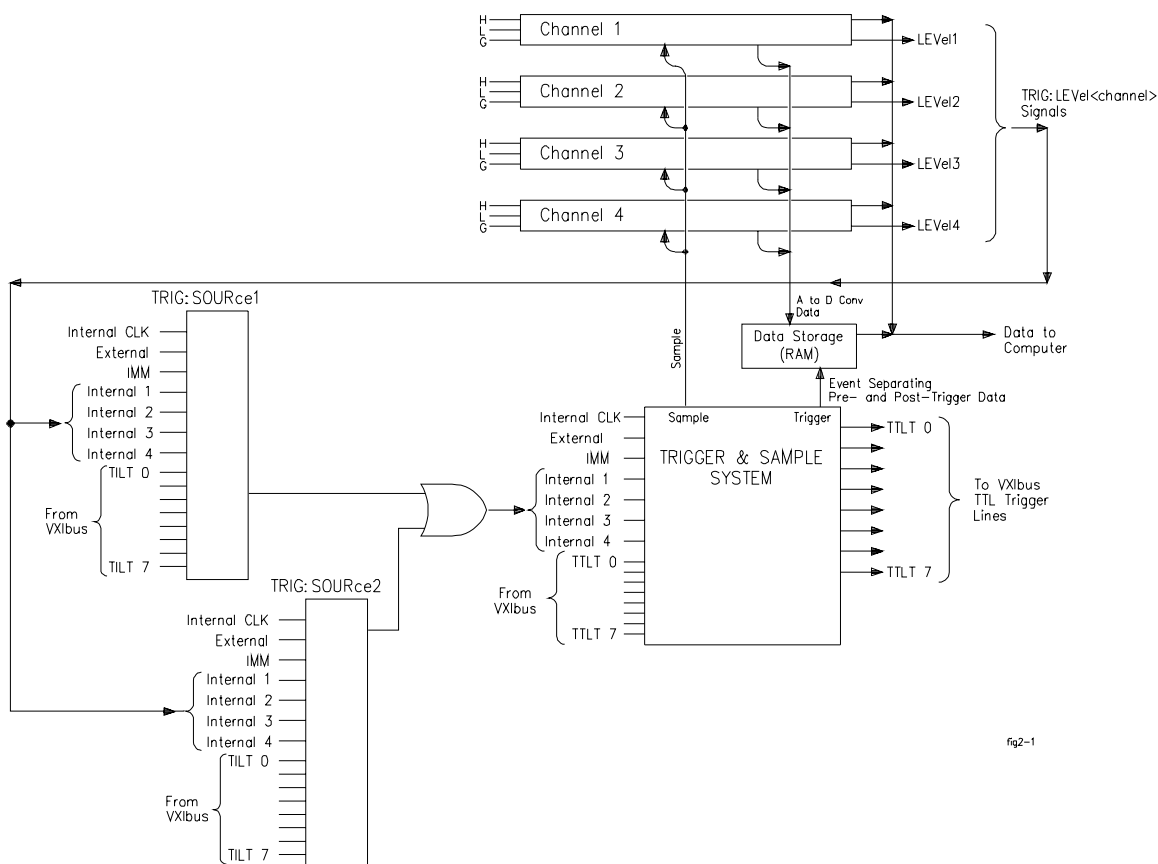 H
L
G
Channel 1
LEVel1
H
L
G
Channel 2
LEVel2
TRIG:LEVel<channel>
Signals
H
L
G
Channel 3
LEVel3
H
L
G
Channel 4
LEVel4
TRIG:SOURce1
Internal CLK
External
IMM
Internal 1
Internal 2
Internal 3
Internal 4
TILT 0
From
VXIbus
TILT 7
Sample
A to D Conv
Data
Data Storage
(RAM)
Data to
Computer
Event Separating
Pre- and Post-Trigger Data
Internal CLK
External
IMM
Internal 1
Internal 2
Internal 3
Internal 4
TTLT 0
From
VXIbus
TTLT 7
Sample
Trigger
TRIGGER & SAMPLE
SYSTEM
TTLT 0
To VXIbus
TTL Trigger
Lines
TTLT 7
TRIG:SOURce2
Internal CLK
External
IMM
Internal 1
Internal 2
Internal 3
Internal 4
TILT 0
From
VXIbus
TILT 7
fig2-1